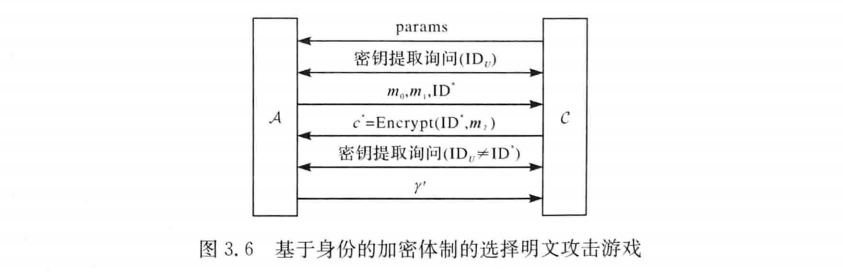 params
密钥提取询问(ID_U)
m₀,m₁,ID*
𝒜
c*=Encrypt(ID*,m_γ)
𝒞
密钥提取询问(ID_U≠ID*)
γ′
图 3.6 基于身份的加密体制的选择明文攻击游戏